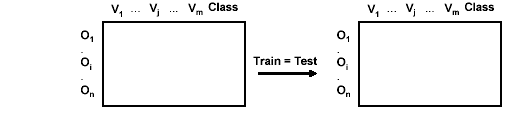 V1 ... Vj ... Vm Class
O1
.
Oi
.
On
Train = Test
V1 ... Vj ... Vm Class
O1
.
Oi
.
On